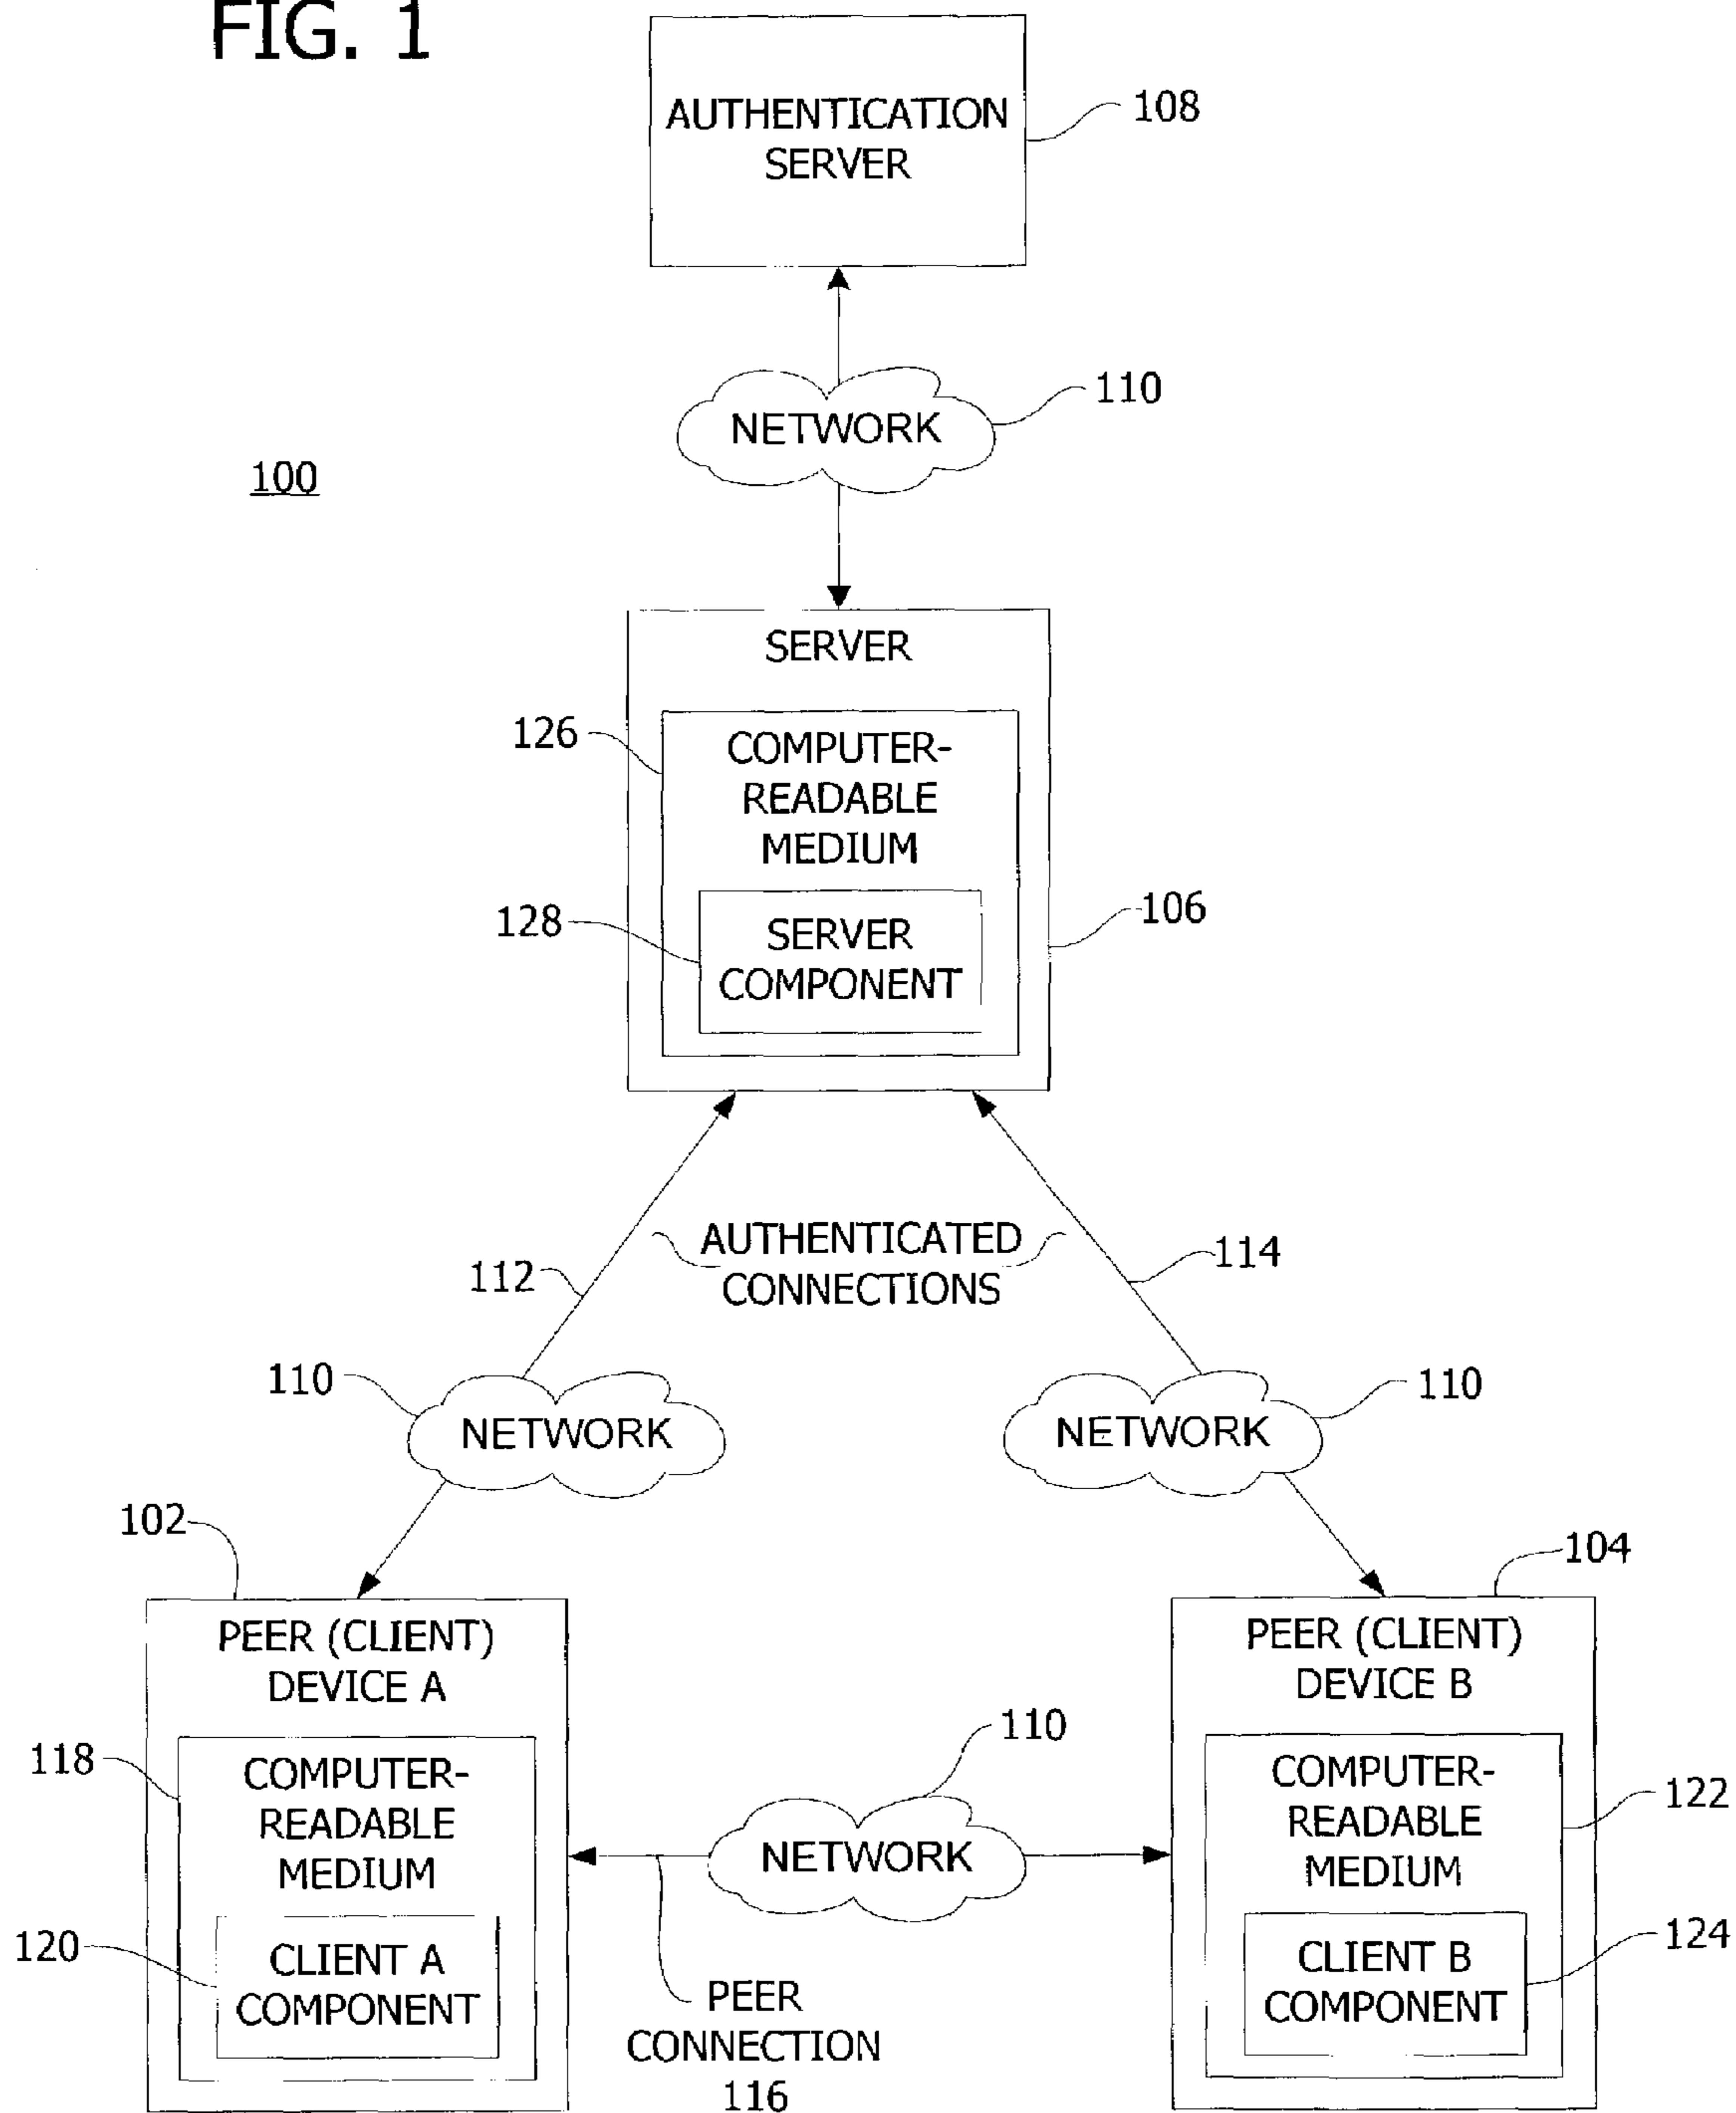 FIG. 1
AUTHENTICATION
SERVER
108
NETWORK
110
100
SERVER
126
COMPUTER-
READABLE
MEDIUM
128
SERVER
COMPONENT
106
AUTHENTICATED
CONNECTIONS
112
114
110
NETWORK
NETWORK
110
102
104
PEER (CLIENT)
DEVICE A
118
COMPUTER-
READABLE
MEDIUM
120
CLIENT A
COMPONENT
110
NETWORK
PEER
CONNECTION
116
PEER (CLIENT)
DEVICE B
COMPUTER-
READABLE
MEDIUM
122
CLIENT B
COMPONENT
124